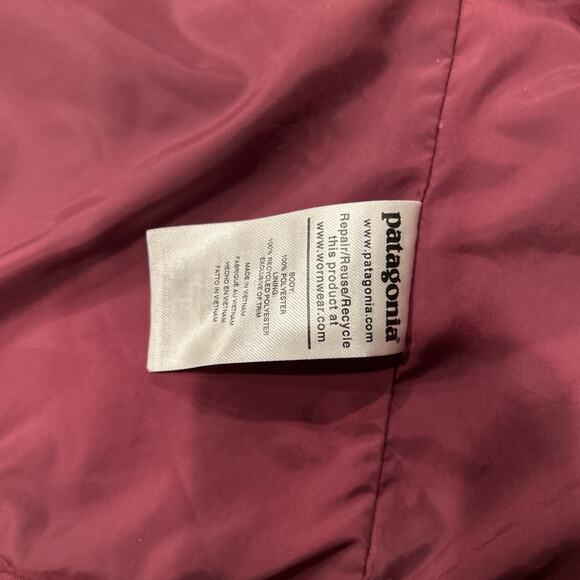 patagonia®
www.patagonia.com
Repair/Reuse/Recycle
this product at
www.wornwear.com
BODY:
100% POLYESTER
LINING:
100% RECYCLED POLYESTER
EXCLUSIVE OF TRIM
MADE IN VIETNAM
FABRIQUÉ AU VIETNAM
HECHO EN VIETNAM
FATTO IN VIETNAM